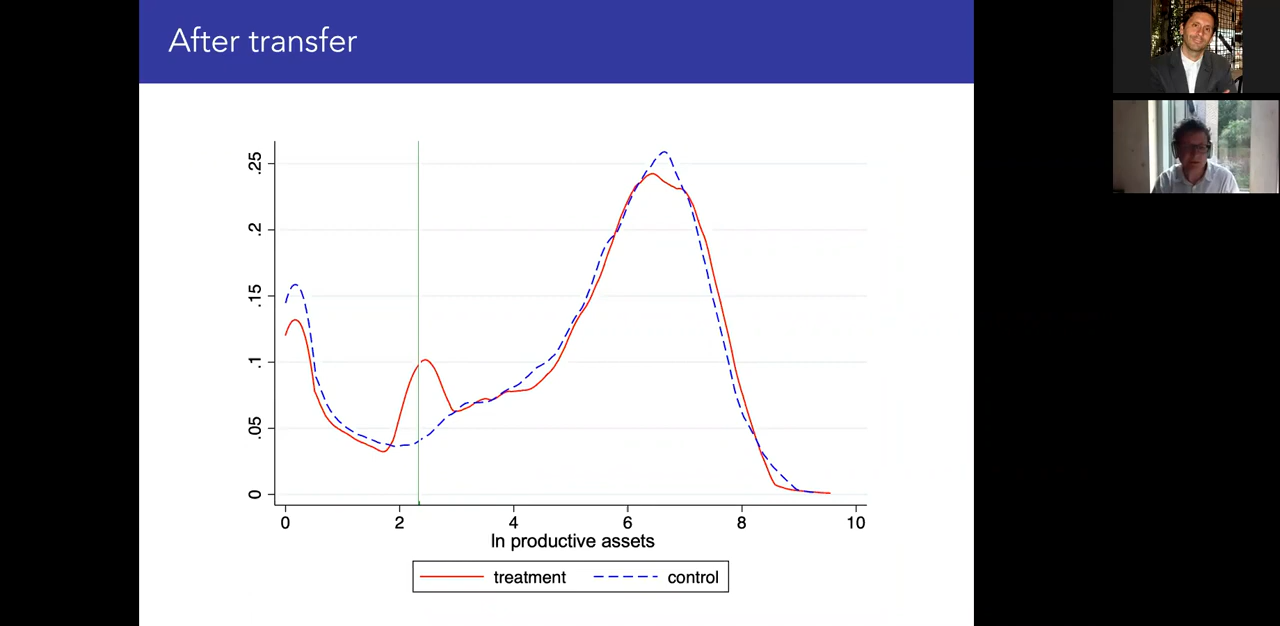 After transfer
.25
.2
.15
.1
.05
0
0 2 4 6 8 10
ln productive assets
treatment control